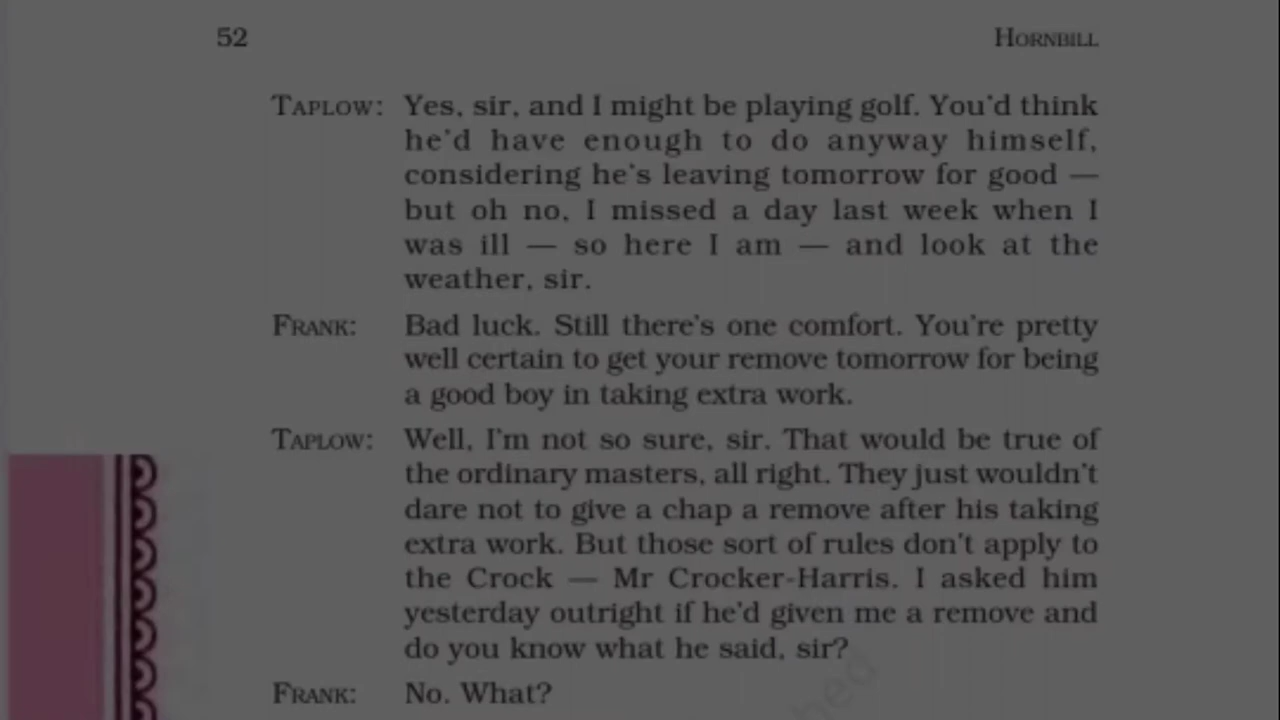 52 HORNBILL
TAPLOW: Yes, sir, and I might be playing golf. You'd think
he'd have enough to do anyway himself,
considering he's leaving tomorrow for good —
but oh no, I missed a day last week when I
was ill — so here I am — and look at the
weather, sir.
FRANK: Bad luck. Still there's one comfort. You're pretty
well certain to get your remove tomorrow for being
a good boy in taking extra work.
TAPLOW: Well, I'm not so sure, sir. That would be true of
the ordinary masters, all right. They just wouldn't
dare not to give a chap a remove after his taking
extra work. But those sort of rules don't apply to
the Crock — Mr Crocker-Harris. I asked him
yesterday outright if he'd given me a remove and
do you know what he said, sir?
FRANK: No. What?